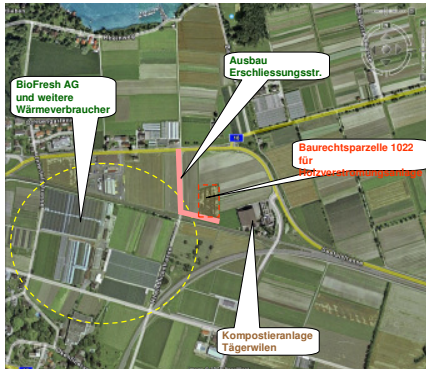 Ausbau
Erschliessungsstr.
BioFresh AG
und weitere
Wärmeverbraucher
Baurechtsparzelle 1022
für
Kompostieranlage
Tägerwilen